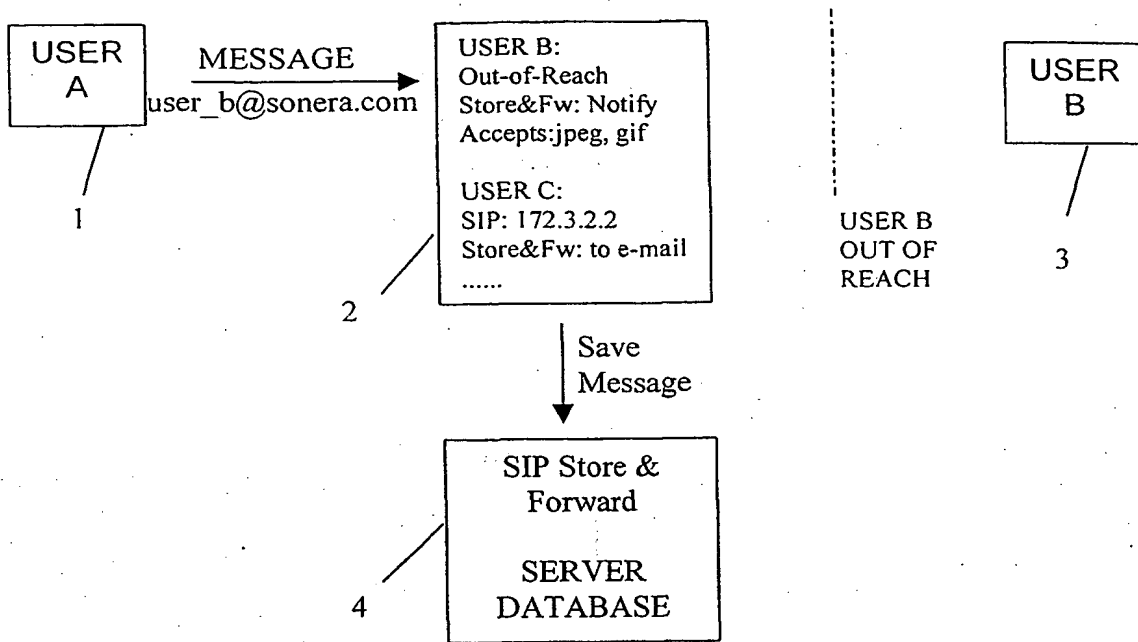 USER
A
MESSAGE
user_b@sonera.com
1
USER B:
Out-of-Reach
Store&Fw: Notify
Accepts:jpeg, gif
USER C:
SIP: 172.3.2.2
Store&Fw: to e-mail
......
2
USER B
OUT OF
REACH
USER
B
3
Save
Message
SIP Store &
Forward
SERVER
DATABASE
4